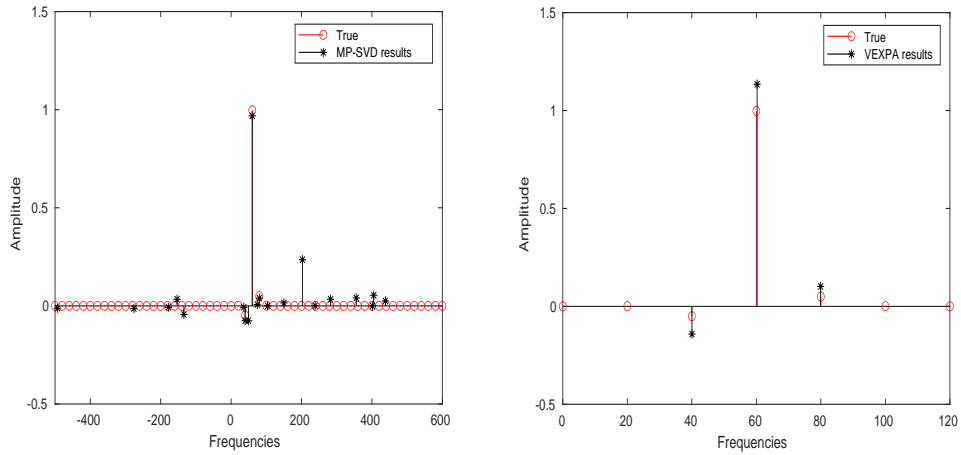 1.5
1
0.5
0
-0.5
Amplitude
-400
-200
0
200
400
600
Frequencies
True
MP-SVD results
1.5
1
0.5
0
-0.5
Amplitude
0
20
40
60
80
100
120
Frequencies
True
VEXPA results